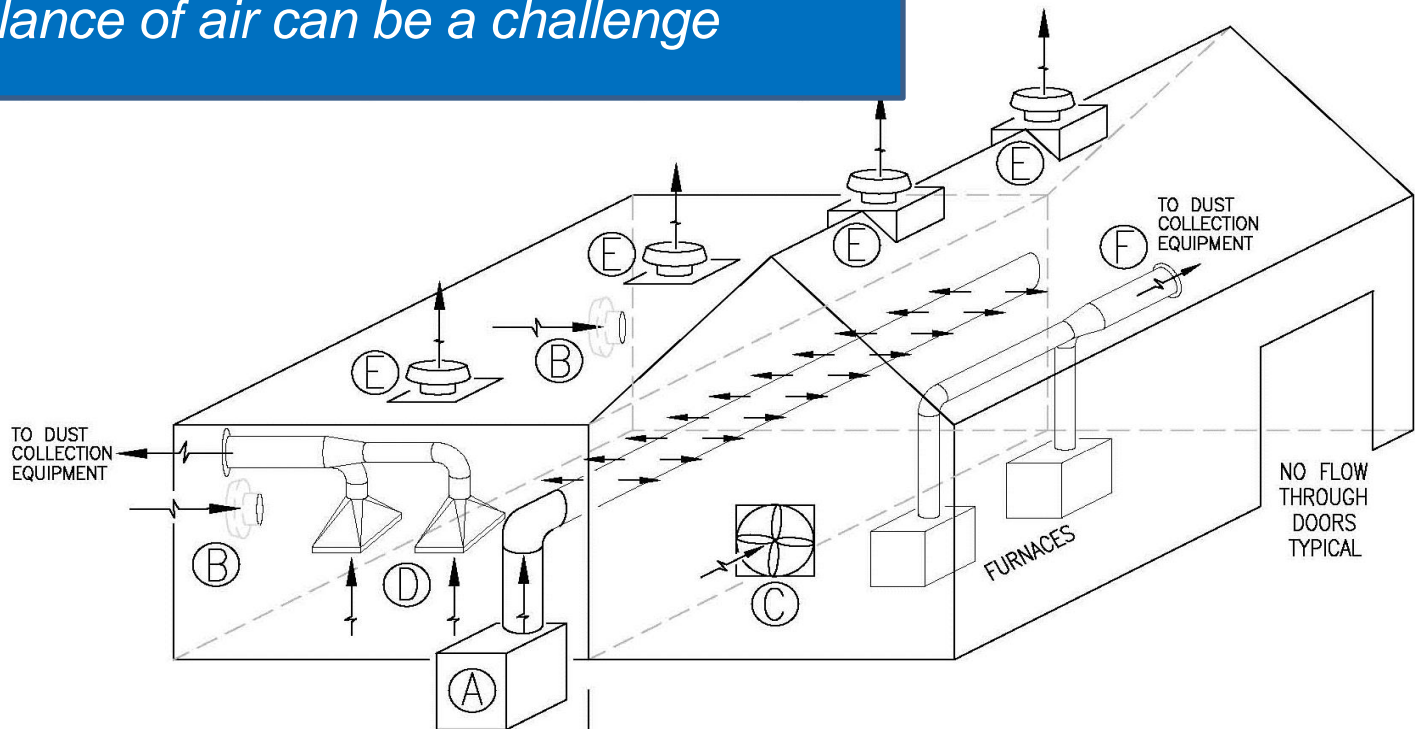 lance of air can be a challenge
E
E
TO DUST
COLLECTION
EQUIPMENT
E
F
B
E
TO DUST
COLLECTION
EQUIPMENT
NO FLOW
THROUGH
DOORS
TYPICAL
FURNACES
B
D
C
A